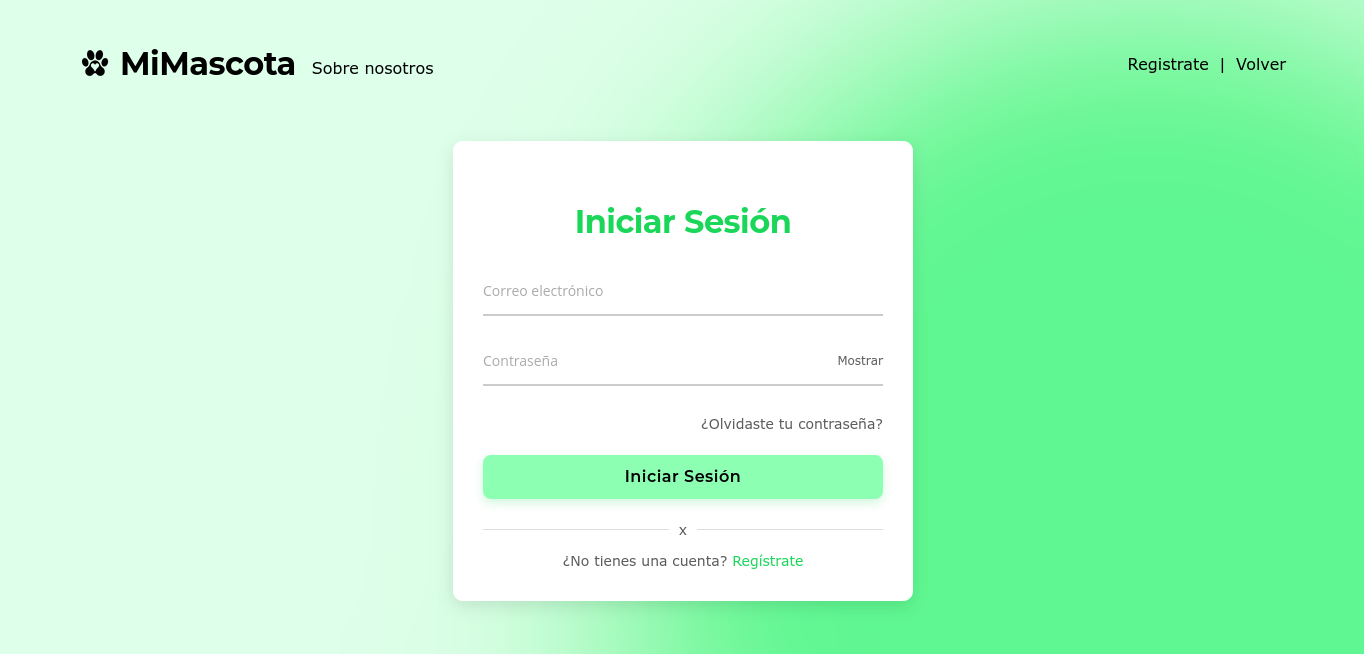 MiMascota Sobre nosotros Registrate | Volver
Iniciar Sesión
Correo electrónico
Contraseña Mostrar
¿Olvidaste tu contraseña?
Iniciar Sesión
x
¿No tienes una cuenta? Regístrate